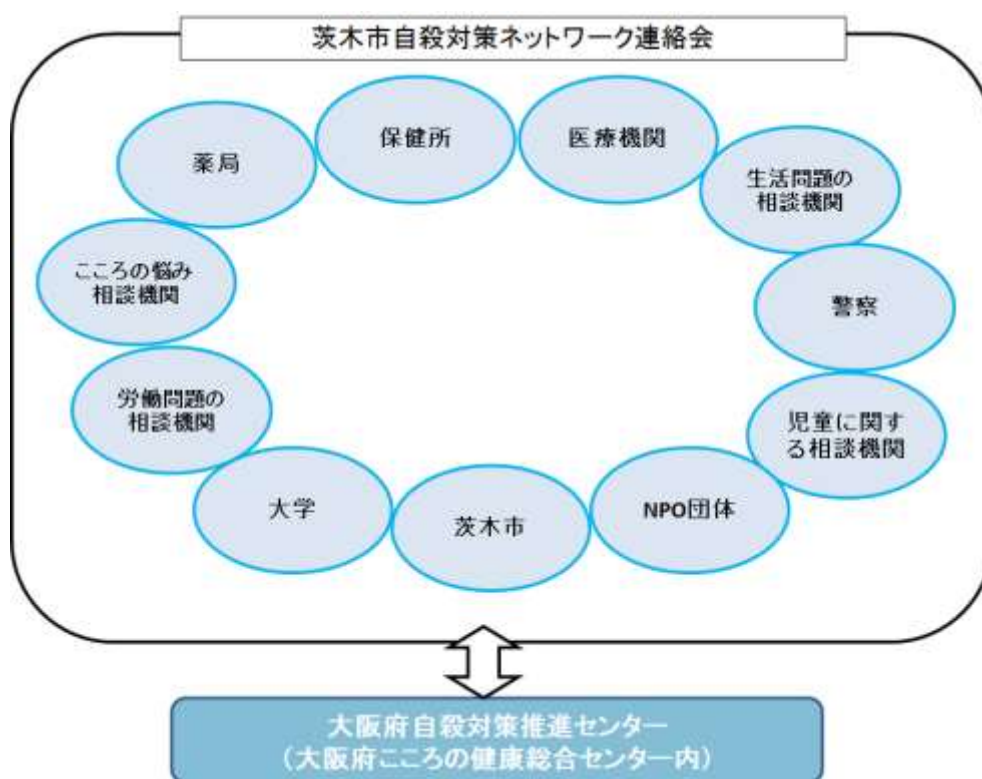 茨木市自殺対策ネットワーク連絡会
保健所
医療機関
薬局
生活問題の
相談機関
こころの悩み
相談機関
警察
労働問題の
相談機関
児童に関す
る相談機関
大学
茨木市
NPO団体
大阪府自殺対策推進センター
（大阪府こころの健康総合センター内）